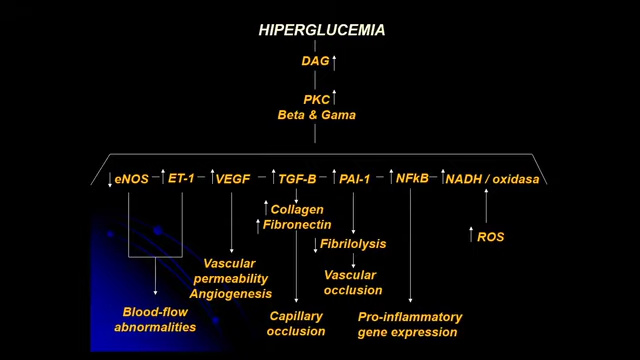 HIPERGLUCEMIA
DAG
PKC
Beta & Gama
eNOS
ET-1
VEGF
TGF-B
PAI-1
NFkB
NADH / oxidasa
Collagen
Fibronectin
Fibrilolysis
ROS
Vascular
permeability
Angiogenesis
Vascular
occlusion
Blood-flow
abnormalities
Capillary
occlusion
Pro-inflammatory
gene expression